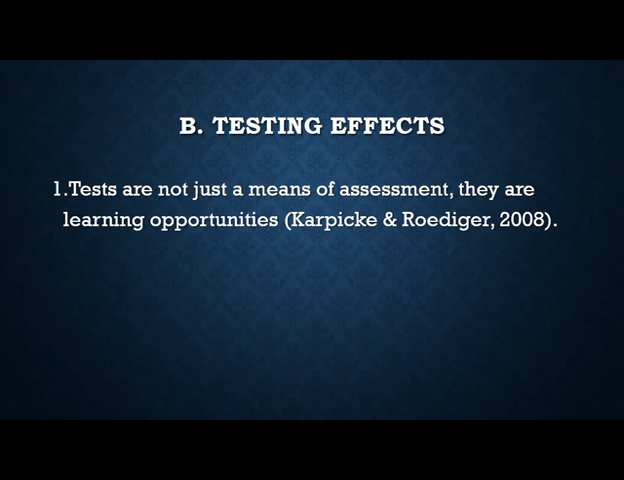 B. TESTING EFFECTS
1.Tests are not just a means of assessment, they are
learning opportunities (Karpicke & Roediger, 2008).